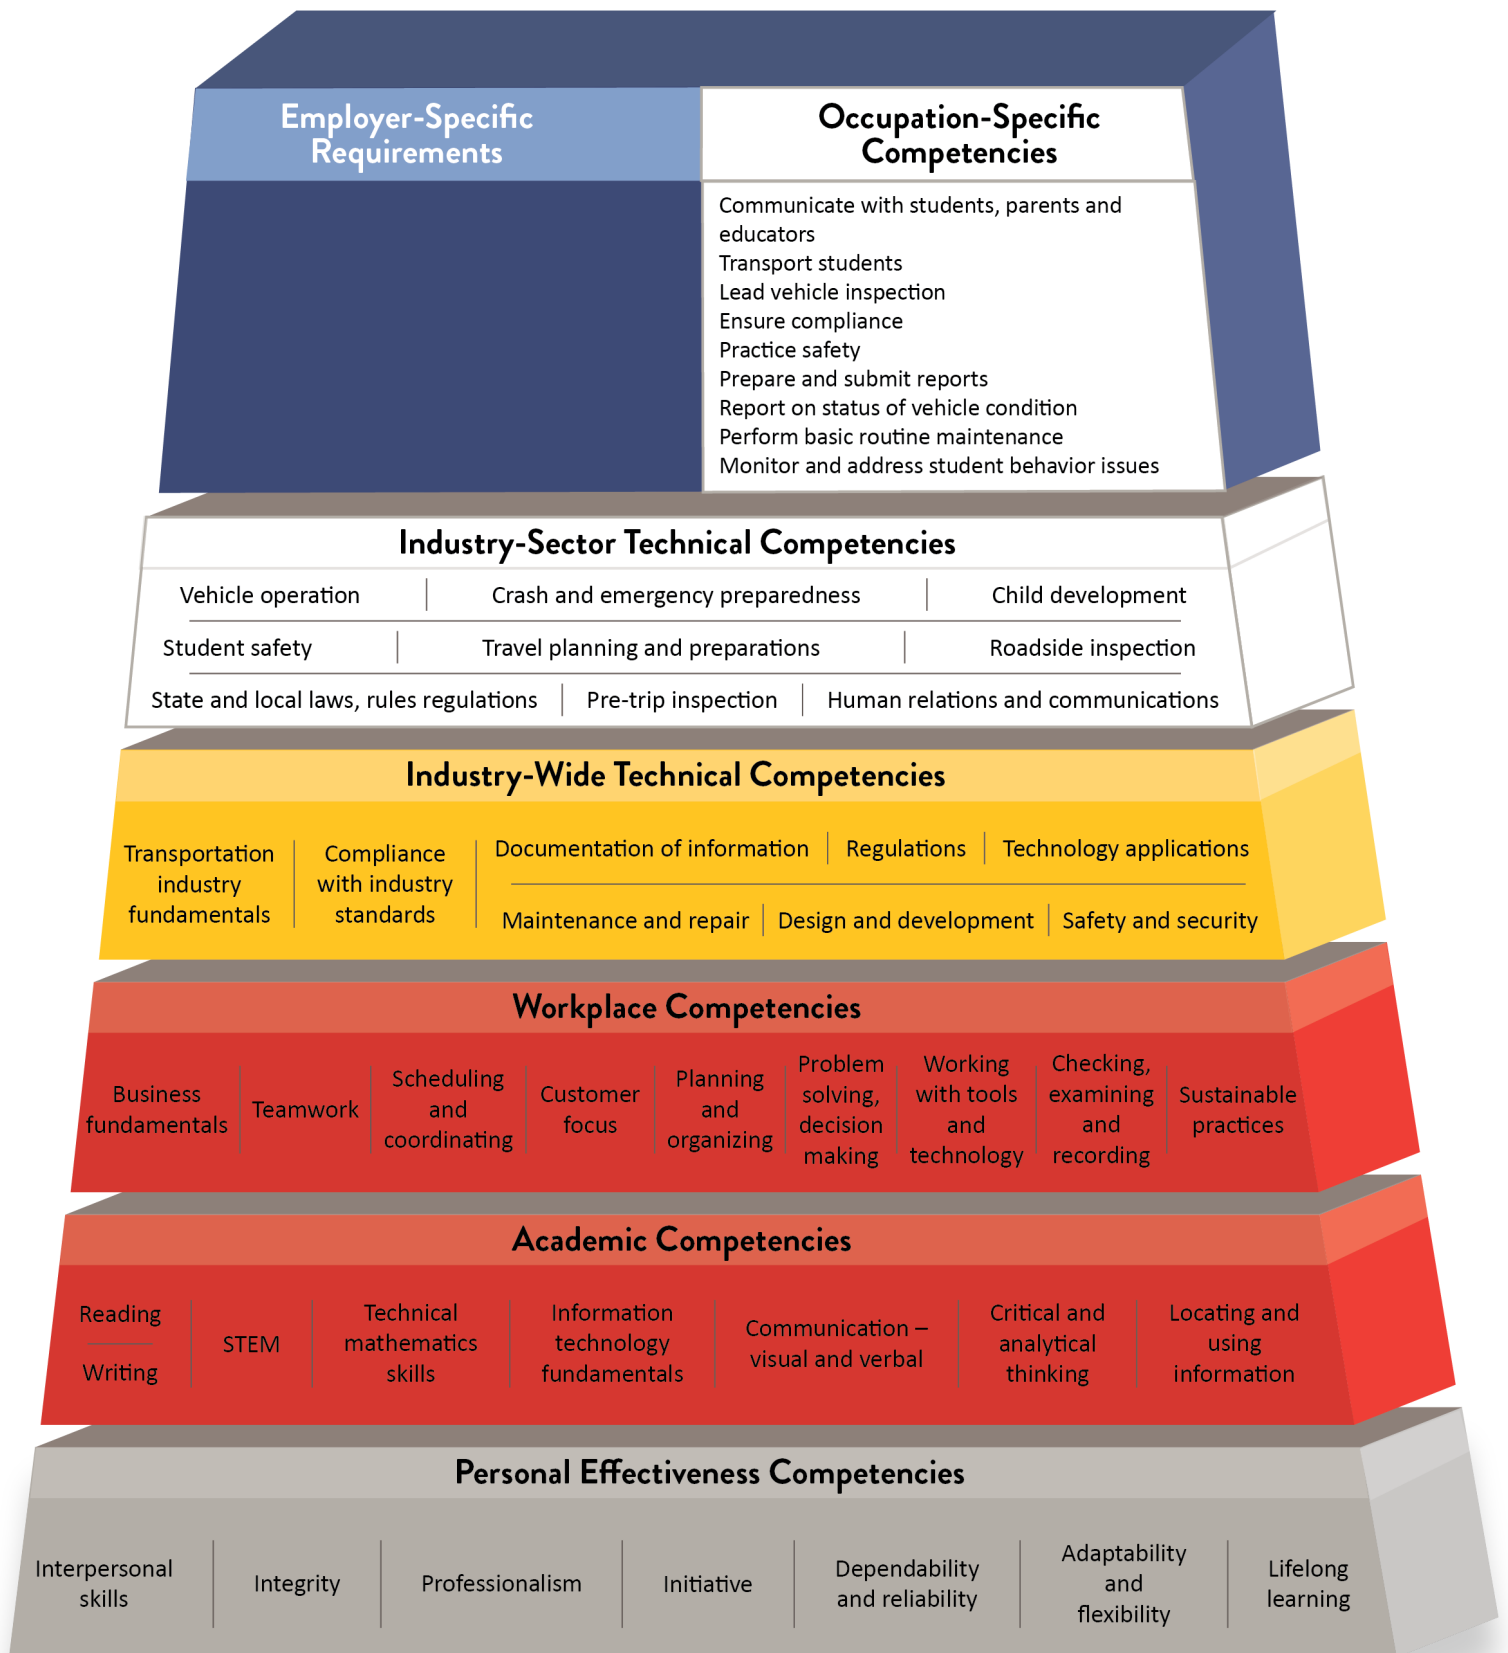 Employer-Specific
Requirements
Occupation-Specific
Competencies
Communicate with students, parents and
educators
Transport students
Lead vehicle inspection
Ensure compliance
Practice safety
Prepare and submit reports
Report on status of vehicle condition
Perform basic routine maintenance
Monitor and address student behavior issues
Industry-Sector Technical Competencies
Vehicle operation
Crash and emergency preparedness
Child development
Student safety
Travel planning and preparations
Roadside inspection
State and local laws, rules regulations
Pre-trip inspection
Human relations and communications
Industry-Wide Technical Competencies
Transportation
industry
fundamentals
Compliance
with industry
standards
Documentation of information
Regulations
Technology applications
Maintenance and repair
Design and development
Safety and security
Workplace Competencies
Business
fundamentals
Teamwork
Scheduling
and
coordinating
Customer
focus
Planning
and
organizing
Problem
solving,
decision
making
Working
with tools
and
technology
Checking,
examining
and
recording
Sustainable
practices
Academic Competencies
Reading
Writing
STEM
Technical
mathematics
skills
Information
technology
fundamentals
Communication –
visual and verbal
Critical and
analytical
thinking
Locating and
using
information
Personal Effectiveness Competencies
Interpersonal
skills
Integrity
Professionalism
Initiative
Dependability
and reliability
Adaptability
and
flexibility
Lifelong
learning